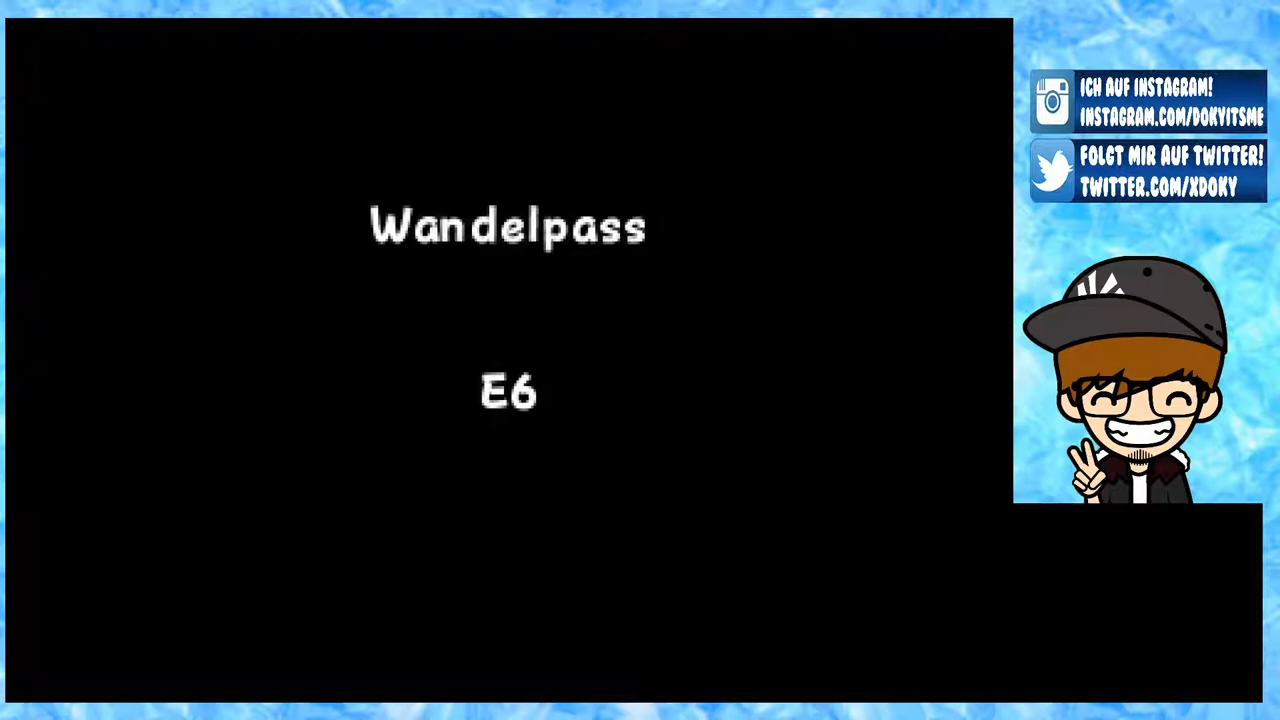 Wandelpass
E6
ICH AUF INSTAGRAM!
INSTAGRAM.COM/DOKYITSME
FOLGT MIR AUF TWITTER!
TWITTER.COM/XDOKY